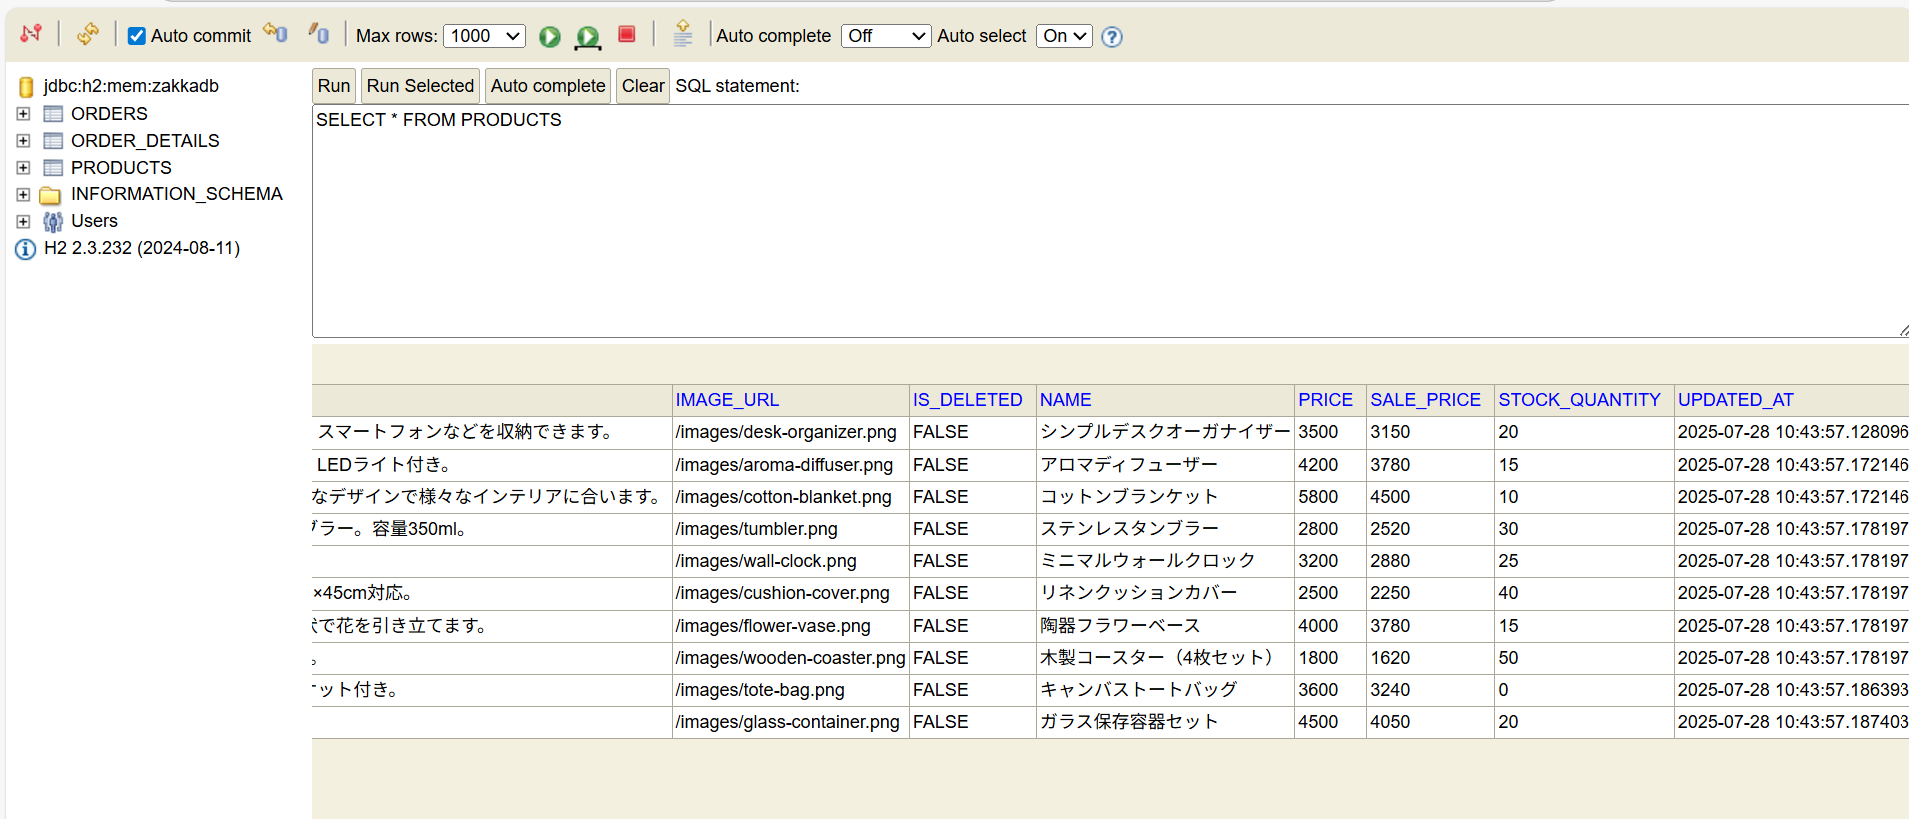 Auto commit Max rows: 1000 Auto complete Off Auto select On
jdbc:h2:mem:zakkadb
ORDERS
ORDER_DETAILS
PRODUCTS
INFORMATION_SCHEMA
Users
H2 2.3.232 (2024-08-11)
Run Run Selected Auto complete Clear SQL statement:
SELECT * FROM PRODUCTS
IMAGE_URL IS_DELETED NAME PRICE SALE_PRICE STOCK_QUANTITY UPDATED_AT
スマートフォンなどを収納できます。 /images/desk-organizer.png FALSE シンプルデスクオーガナイザー 3500 3150 20 2025-07-28 10:43:57.128096
LEDライト付き。 /images/aroma-diffuser.png FALSE アロマディフューザー 4200 3780 15 2025-07-28 10:43:57.172146
なデザインで様々なインテリアに合います。 /images/cotton-blanket.png FALSE コットンブランケット 5800 4500 10 2025-07-28 10:43:57.172146
ブラー。容量350ml。 /images/tumbler.png FALSE ステンレスタンブラー 2800 2520 30 2025-07-28 10:43:57.178197
/images/wall-clock.png FALSE ミニマルウォールクロック 3200 2880 25 2025-07-28 10:43:57.178197
×45cm対応。 /images/cushion-cover.png FALSE リネンクッションカバー 2500 2250 40 2025-07-28 10:43:57.178197
状で花を引き立てます。 /images/flower-vase.png FALSE 陶器フラワーベース 4000 3780 15 2025-07-28 10:43:57.178197
。 /images/wooden-coaster.png FALSE 木製コースター（4枚セット） 1800 1620 50 2025-07-28 10:43:57.178197
ケット付き。 /images/tote-bag.png FALSE キャンバストートバッグ 3600 3240 0 2025-07-28 10:43:57.186393
/images/glass-container.png FALSE ガラス保存容器セット 4500 4050 20 2025-07-28 10:43:57.187403